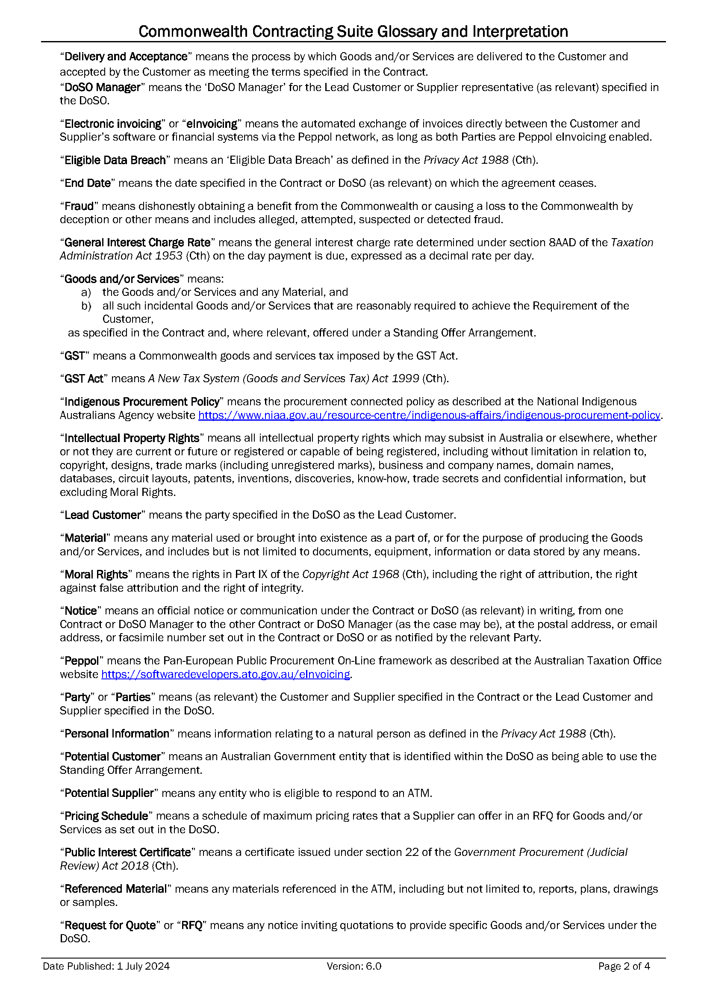 Commonwealth Contracting Suite Glossary and Interpretation
“Delivery and Acceptance” means the process by which Goods and/or Services are delivered to the Customer and
accepted by the Customer as meeting the terms specified in the Contract.
“DoSO Manager” means the ‘DoSO Manager’ for the Lead Customer or Supplier representative (as relevant) specified in
the DoSO.
“Electronic invoicing” or “eInvoicing” means the automated exchange of invoices directly between the Customer and
Supplier’s software or financial systems via the Peppol network, as long as both Parties are Peppol eInvoicing enabled.
“Eligible Data Breach” means an ‘Eligible Data Breach’ as defined in the Privacy Act 1988 (Cth).
“End Date” means the date specified in the Contract or DoSO (as relevant) on which the agreement ceases.
“Fraud” means dishonestly obtaining a benefit from the Commonwealth or causing a loss to the Commonwealth by
deception or other means and includes alleged, attempted, suspected or detected fraud.
“General Interest Charge Rate” means the general interest charge rate determined under section 8AAD of the Taxation
Administration Act 1953 (Cth) on the day payment is due, expressed as a decimal rate per day.
“Goods and/or Services” means:
a) the Goods and/or Services and any Material, and
b) all such incidental Goods and/or Services that are reasonably required to achieve the Requirement of the
Customer,
as specified in the Contract and, where relevant, offered under a Standing Offer Arrangement.
“GST” means a Commonwealth goods and services tax imposed by the GST Act.
“GST Act” means A New Tax System (Goods and Services Tax) Act 1999 (Cth).
“Indigenous Procurement Policy” means the procurement connected policy as described at the National Indigenous
Australians Agency website https://www.niaa.gov.au/resource-centre/indigenous-affairs/indigenous-procurement-policy.
“Intellectual Property Rights” means all intellectual property rights which may subsist in Australia or elsewhere, whether
or not they are current or future or registered or capable of being registered, including without limitation in relation to,
copyright, designs, trade marks (including unregistered marks), business and company names, domain names,
databases, circuit layouts, patents, inventions, discoveries, know-how, trade secrets and confidential information, but
excluding Moral Rights.
“Lead Customer” means the party specified in the DoSO as the Lead Customer.
“Material” means any material used or brought into existence as a part of, or for the purpose of producing the Goods
and/or Services, and includes but is not limited to documents, equipment, information or data stored by any means.
“Moral Rights” means the rights in Part IX of the Copyright Act 1968 (Cth), including the right of attribution, the right
against false attribution and the right of integrity.
“Notice” means an official notice or communication under the Contract or DoSO (as relevant) in writing, from one
Contract or DoSO Manager to the other Contract or DoSO Manager (as the case may be), at the postal address, or email
address, or facsimile number set out in the Contract or DoSO or as notified by the relevant Party.
“Peppol” means the Pan-European Public Procurement On-Line framework as described at the Australian Taxation Office
website https://softwaredevelopers.ato.gov.au/eInvoicing.
“Party” or “Parties” means (as relevant) the Customer and Supplier specified in the Contract or the Lead Customer and
Supplier specified in the DoSO.
“Personal Information” means information relating to a natural person as defined in the Privacy Act 1988 (Cth).
“Potential Customer” means an Australian Government entity that is identified within the DoSO as being able to use the
Standing Offer Arrangement.
“Potential Supplier” means any entity who is eligible to respond to an ATM.
“Pricing Schedule” means a schedule of maximum pricing rates that a Supplier can offer in an RFQ for Goods and/or
Services as set out in the DoSO.
“Public Interest Certificate” means a certificate issued under section 22 of the Government Procurement (Judicial
Review) Act 2018 (Cth).
“Referenced Material” means any materials referenced in the ATM, including but not limited to, reports, plans, drawings
or samples.
“Request for Quote” or “RFQ” means any notice inviting quotations to provide specific Goods and/or Services under the
DoSO.
Date Published: 1 July 2024 Version: 6.0 Page 2 of 4